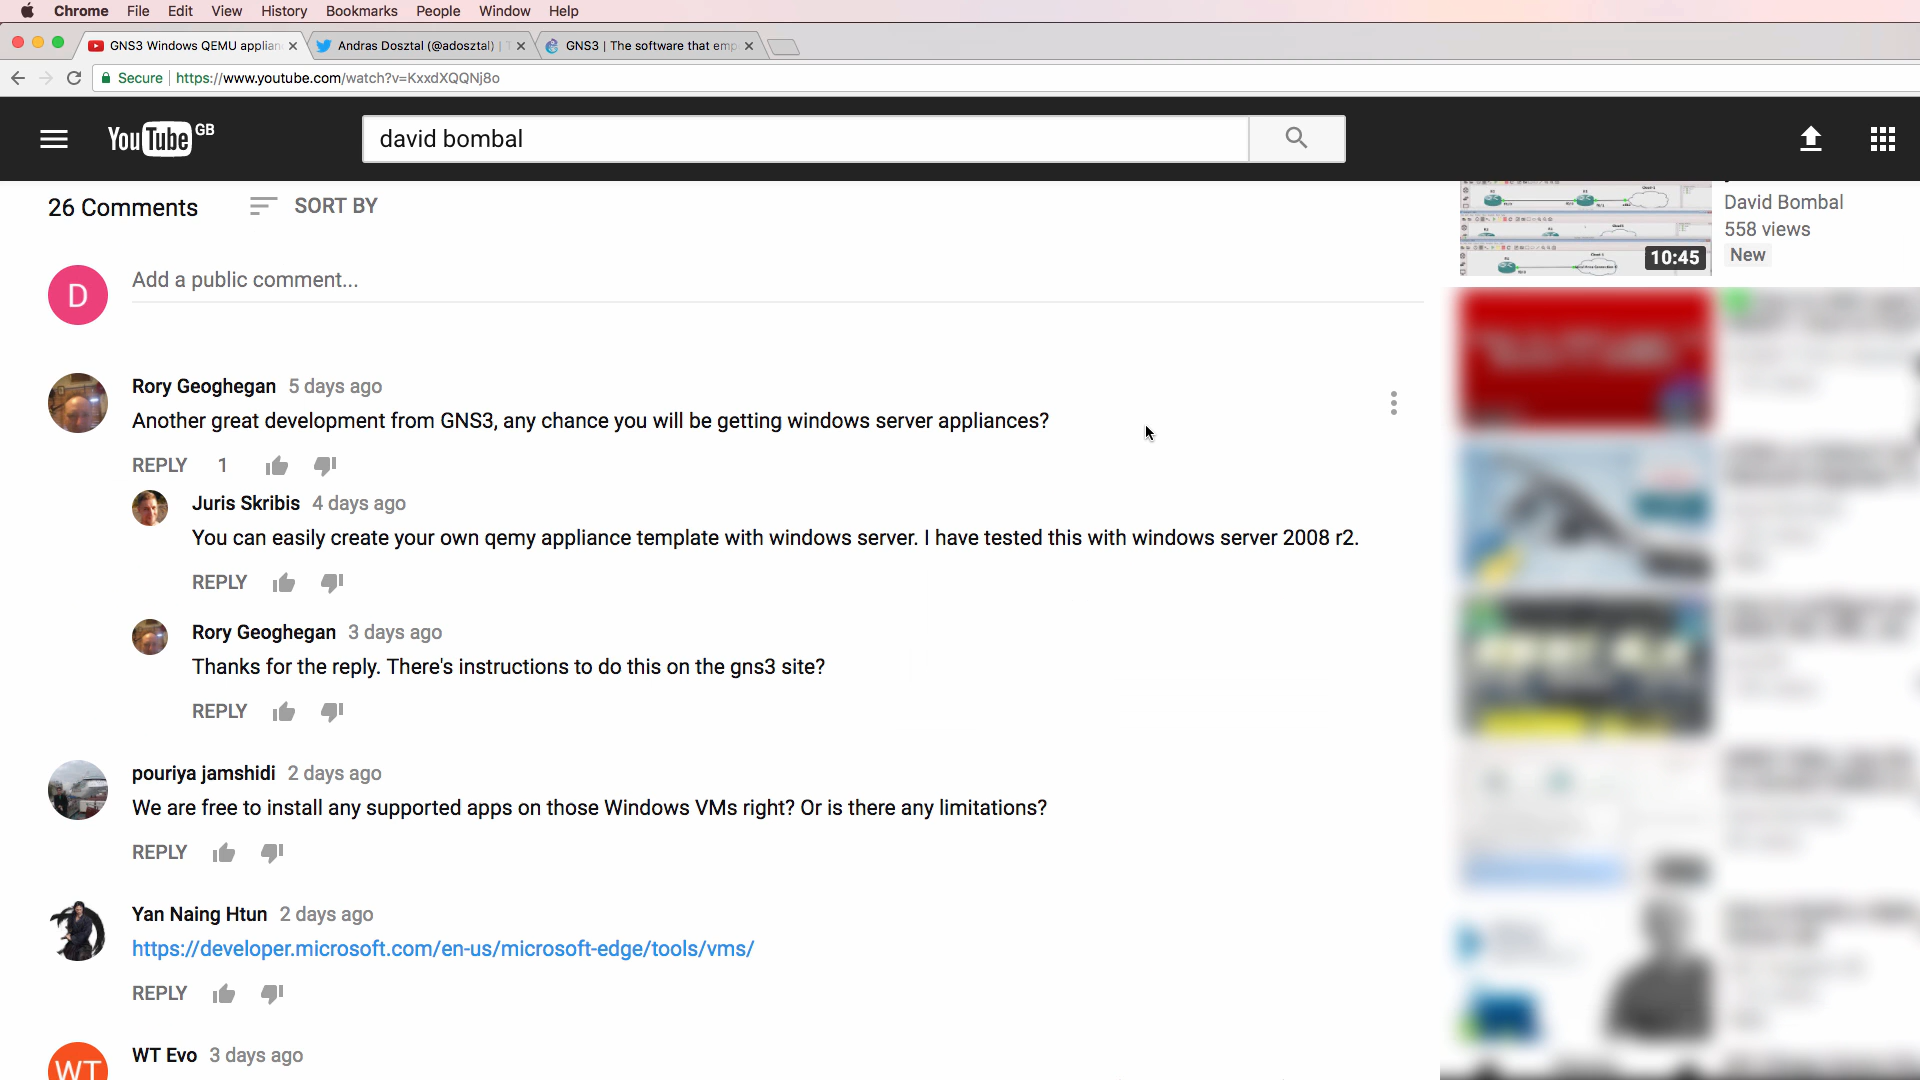 Chrome File Edit View History Bookmarks People Window Help
GNS3 Windows QEMU applian
Andras Dosztal (@adosztal) | T
GNS3 | The software that emp
Secure https://www.youtube.com/watch?v=KxxdXQQNj8o
YouTube GB
david bombal
26 Comments SORT BY
David Bombal
558 views
New
10:45
D
Add a public comment...
Rory Geoghegan 5 days ago
Another great development from GNS3, any chance you will be getting windows server appliances?
REPLY 1
Juris Skribis 4 days ago
You can easily create your own qemy appliance template with windows server. I have tested this with windows server 2008 r2.
REPLY
Rory Geoghegan 3 days ago
Thanks for the reply. There's instructions to do this on the gns3 site?
REPLY
pouriya jamshidi 2 days ago
We are free to install any supported apps on those Windows VMs right? Or is there any limitations?
REPLY
Yan Naing Htun 2 days ago
https://developer.microsoft.com/en-us/microsoft-edge/tools/vms/
REPLY
WT Evo 3 days ago
WT